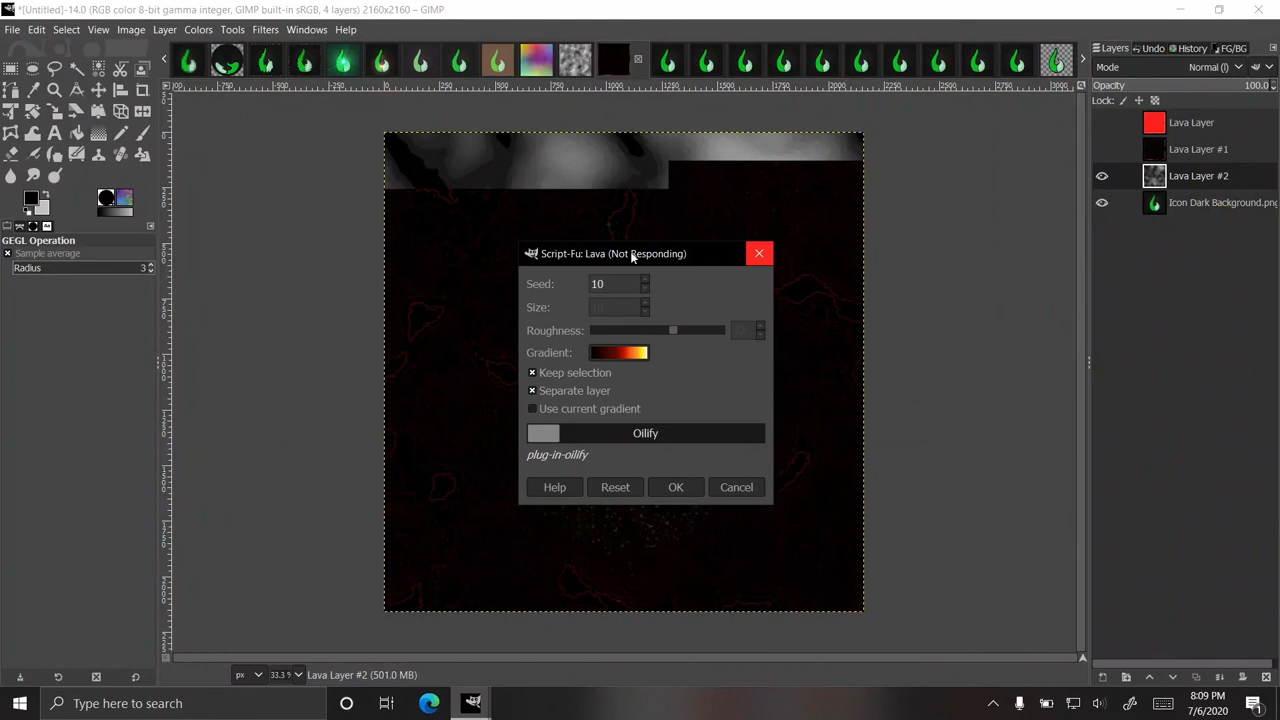 *[Untitled]-14.0 (RGB color 8-bit gamma integer, GIMP built-in sRGB, 4 layers) 2160x2160 – GIMP
File Edit Select View Image Layer Colors Tools Filters Windows Help
Layers Undo History FG/BG
Mode Normal (l)
Opacity 100.0
Lock:
Lava Layer
Lava Layer #1
Lava Layer #2
Icon Dark Background.png
GEGL Operation
Sample average
Radius 3
Script-Fu: Lava (Not Responding)
Seed: 10
Size: 10
Roughness:
Gradient:
Keep selection
Separate layer
Use current gradient
Oilify
plug-in-oilify
Help Reset OK Cancel
px 33.3 % Lava Layer #2 (501.0 MB)
Type here to search
8:09 PM
7/6/2020
1